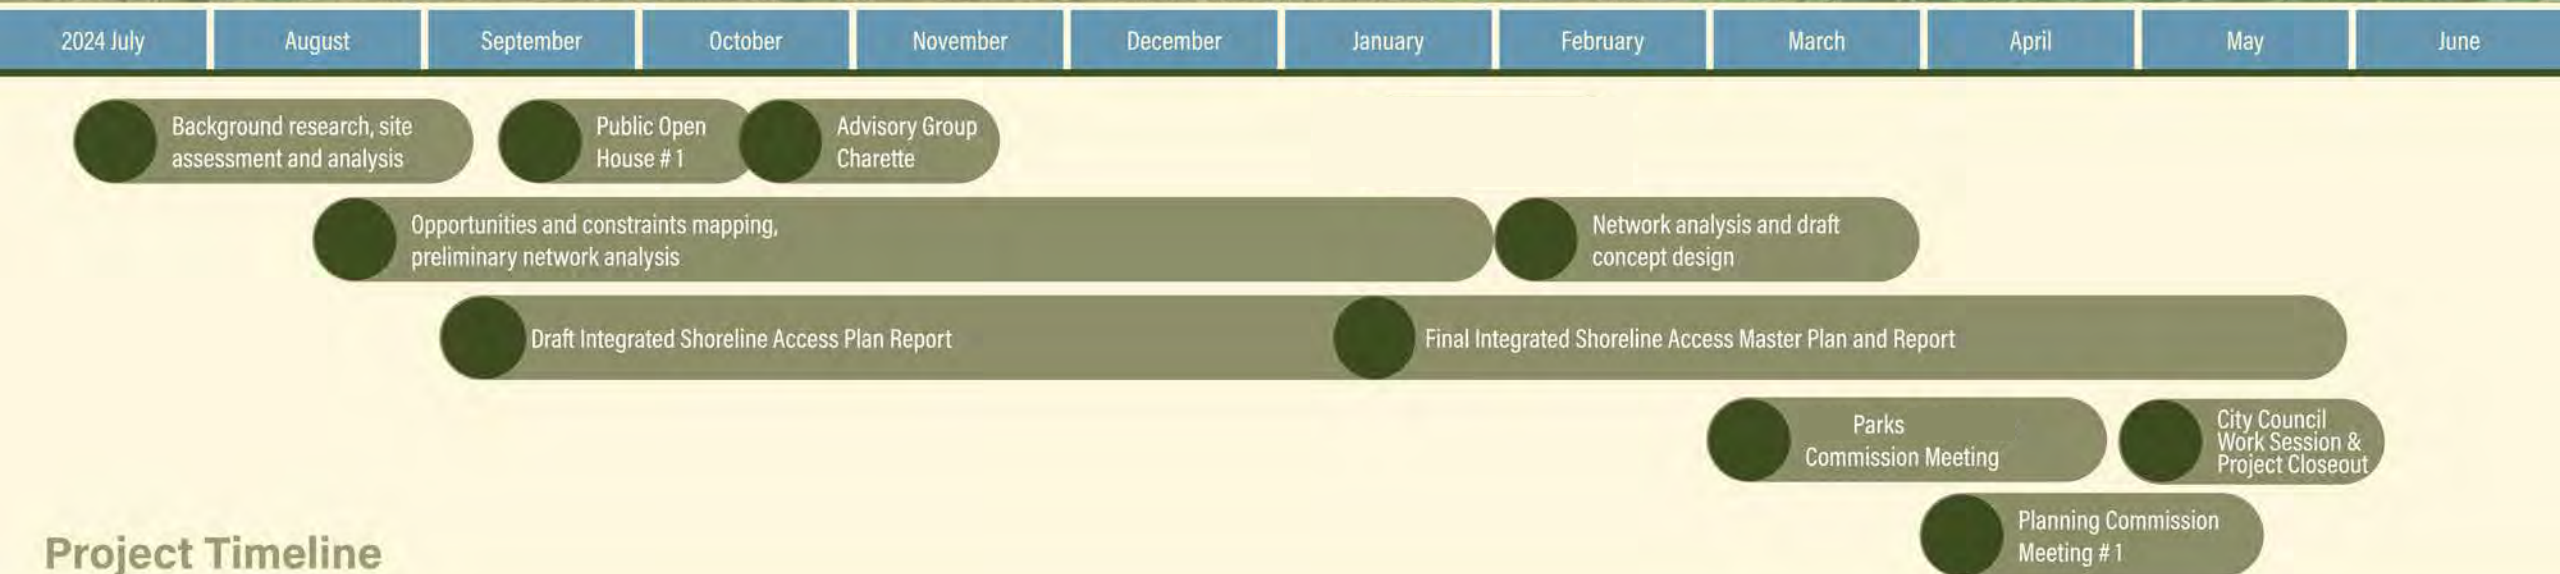 2024 July August September October November December January February March April May June
Background research, site
assessment and analysis
Public Open
House # 1
Advisory Group
Charette
Opportunities and constraints mapping,
preliminary network analysis
Network analysis and draft
concept design
Draft Integrated Shoreline Access Plan Report
Final Integrated Shoreline Access Master Plan and Report
Parks
Commission Meeting
City Council
Work Session &
Project Closeout
Planning Commission
Meeting # 1
Project Timeline